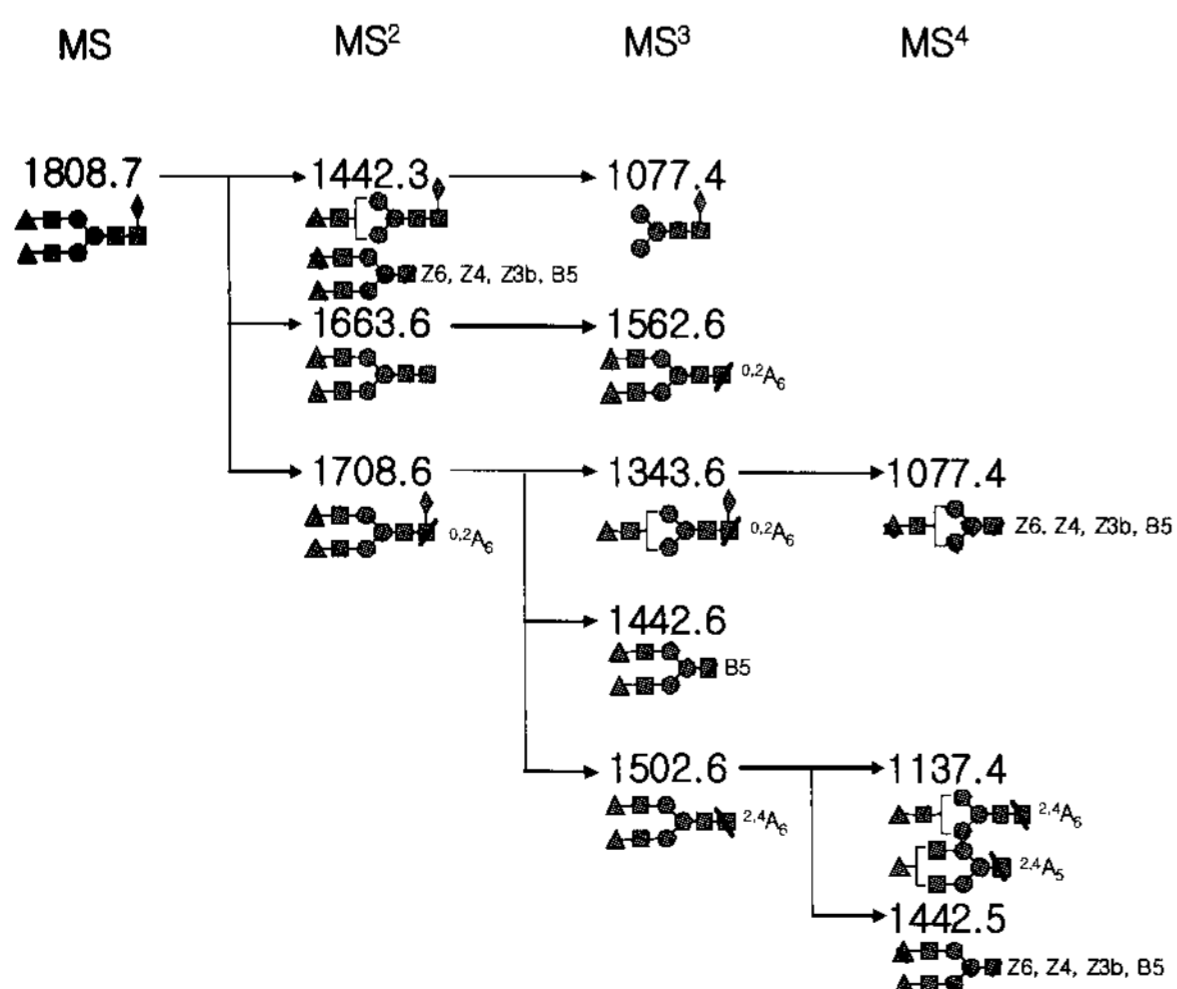 MS MS² MS³ MS⁴
1808.7 1442.3 1077.4
Z6, Z4, Z3b, B5
1663.6 1562.6
0,2A6
1708.6 1343.6 1077.4
0,2A6 0,2A6 Z6. Z4, Z3b, B5
1442.6
B5
1502.6 1137.4
2,4A6 2,4A6
2,4A5
1442.5
Z6, Z4, Z3b, B5